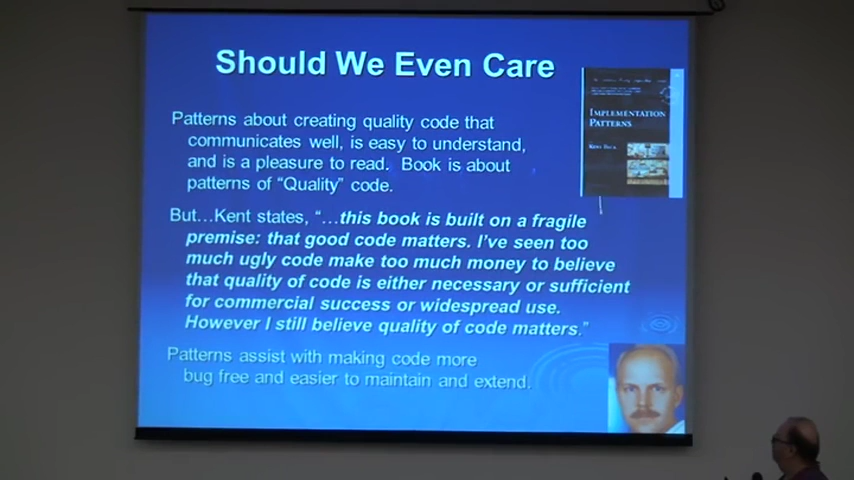 Should We Even Care
Patterns about creating quality code that
communicates well, is easy to understand,
and is a pleasure to read. Book is about
patterns of "Quality" code.
IMPLEMENTATION
PATTERNS
KENT BECK
But…Kent states, "…this book is built on a fragile
premise: that good code matters. I've seen too
much ugly code make too much money to believe
that quality of code is either necessary or sufficient
for commercial success or widespread use.
However I still believe quality of code matters."
Patterns assist with making code more
bug free and easier to maintain and extend.